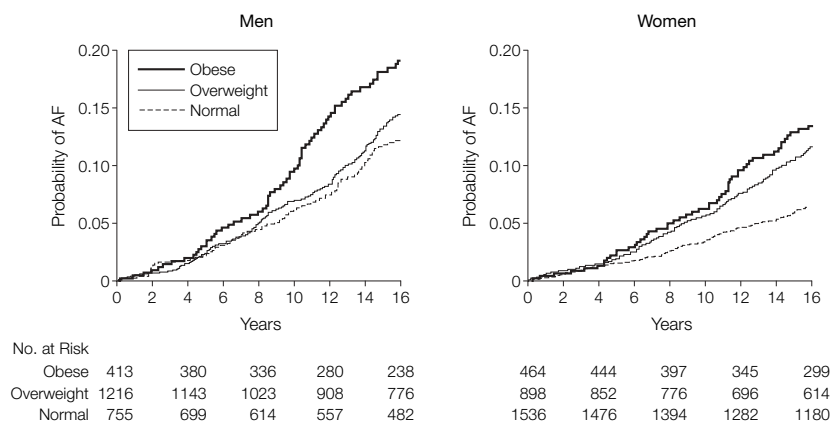 Men
Women
0.20
0.15
0.10
0.05
0
Probability of AF
Obese
Overweight
Normal
0 2 4 6 8 10 12 14 16
Years
0.20
0.15
0.10
0.05
0
Probability of AF
0 2 4 6 8 10 12 14 16
Years
No. at Risk
Obese 413 380 336 280 238 464 444 397 345 299
Overweight 1216 1143 1023 908 776 898 852 776 696 614
Normal 755 699 614 557 482 1536 1476 1394 1282 1180